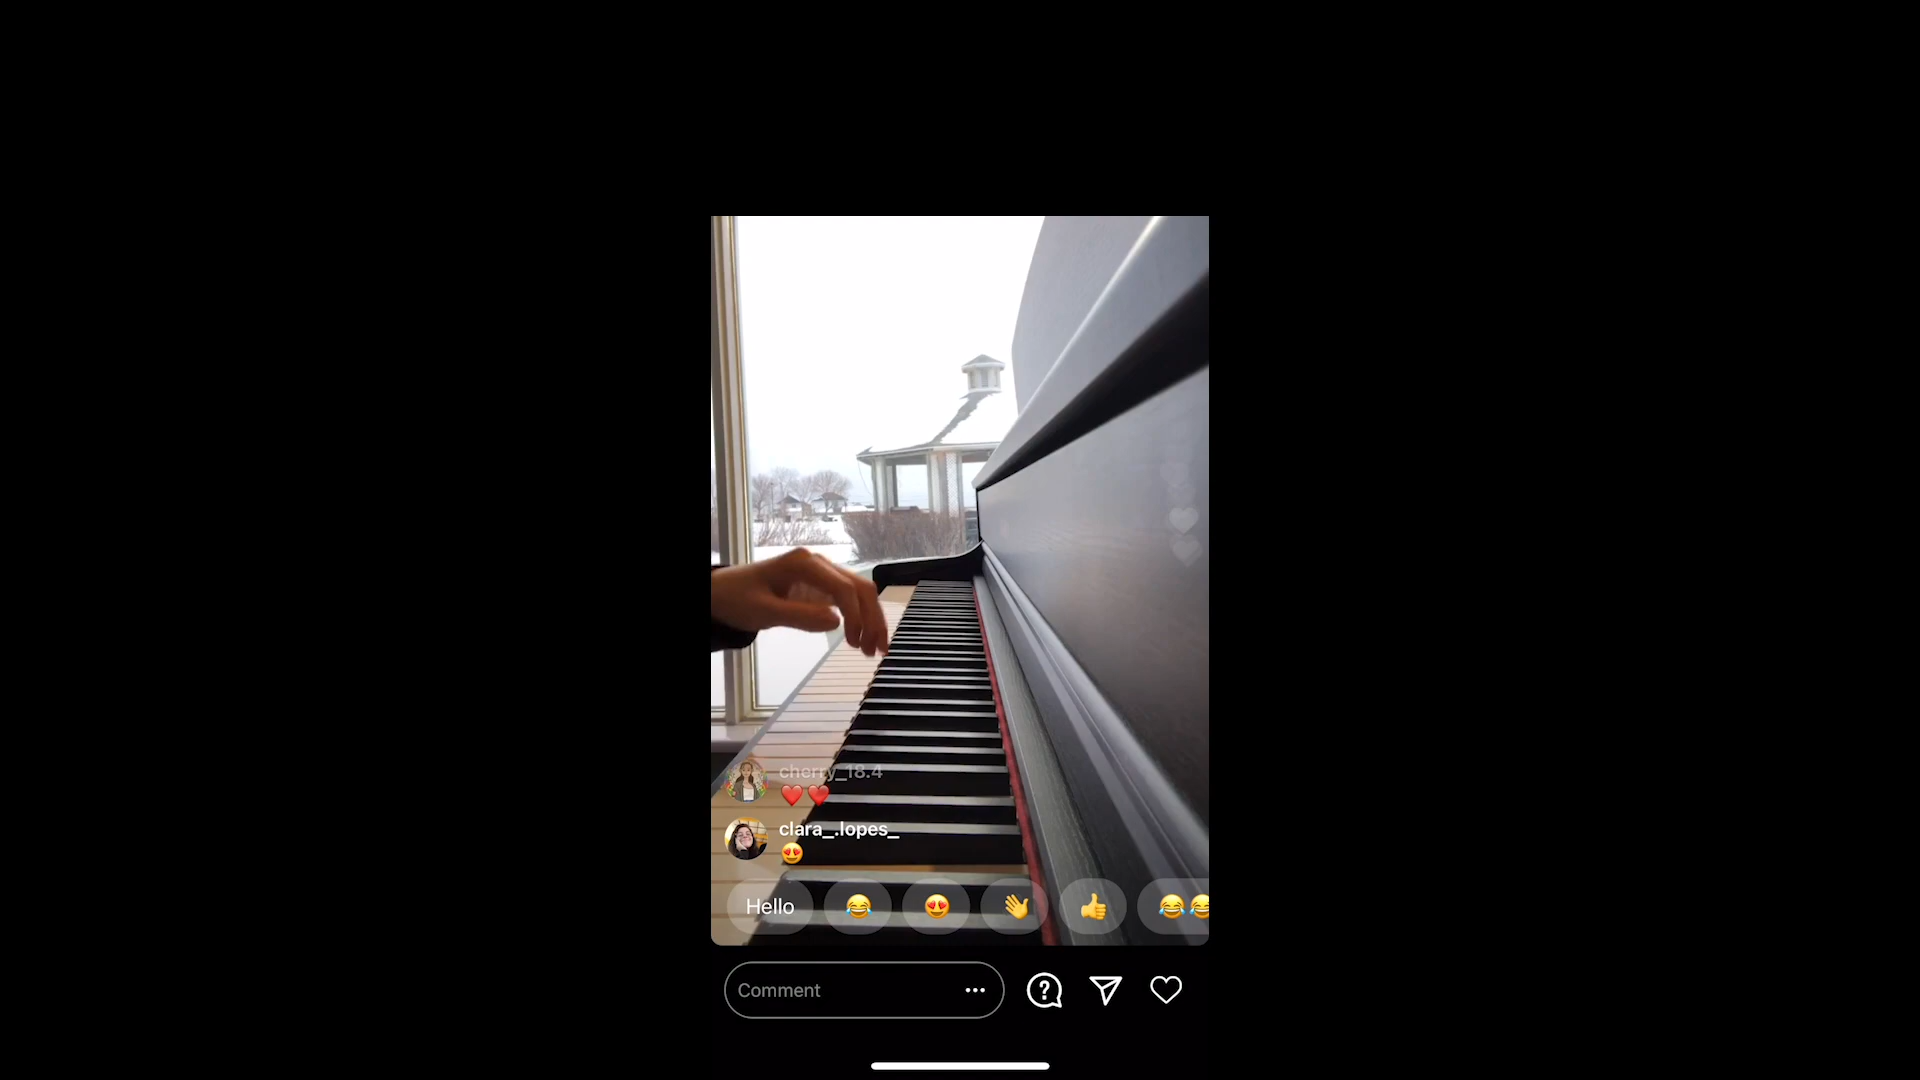 cherry_18.4
❤️❤️
clara_.lopes_
😍
Hello 😂 😍 👋 👍 😂😂
Comment